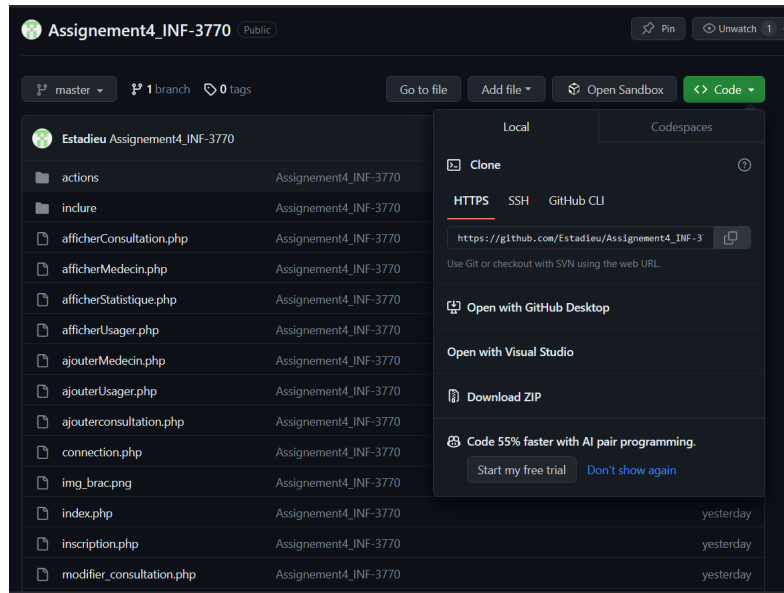 Assignement4_INF-3770 Public Pin Unwatch 1
master 1 branch 0 tags Go to file Add file Open Sandbox <> Code
Estadieu Assignement4_INF-3770
actions Assignement4_INF-3770
inclure Assignement4_INF-3770
afficherConsultation.php Assignement4_INF-3770
afficherMedecin.php Assignement4_INF-3770
afficherStatistique.php Assignement4_INF-3770
afficherUsager.php Assignement4_INF-3770
ajouterMedecin.php Assignement4_INF-3770
ajouterUsager.php Assignement4_INF-3770
ajouterconsultation.php Assignement4_INF-3770
connection.php Assignement4_INF-3770
img_brac.png Assignement4_INF-3770
index.php Assignement4_INF-3770 yesterday
inscription.php Assignement4_INF-3770 yesterday
modifier_consultation.php Assignement4_INF-3770 yesterday
Local Codespaces
Clone
HTTPS SSH GitHub CLI
https://github.com/Estadieu/Assignement4_INF-37
Use Git or checkout with SVN using the web URL.
Open with GitHub Desktop
Open with Visual Studio
Download ZIP
Code 55% faster with AI pair programming.
Start my free trial Don't show again